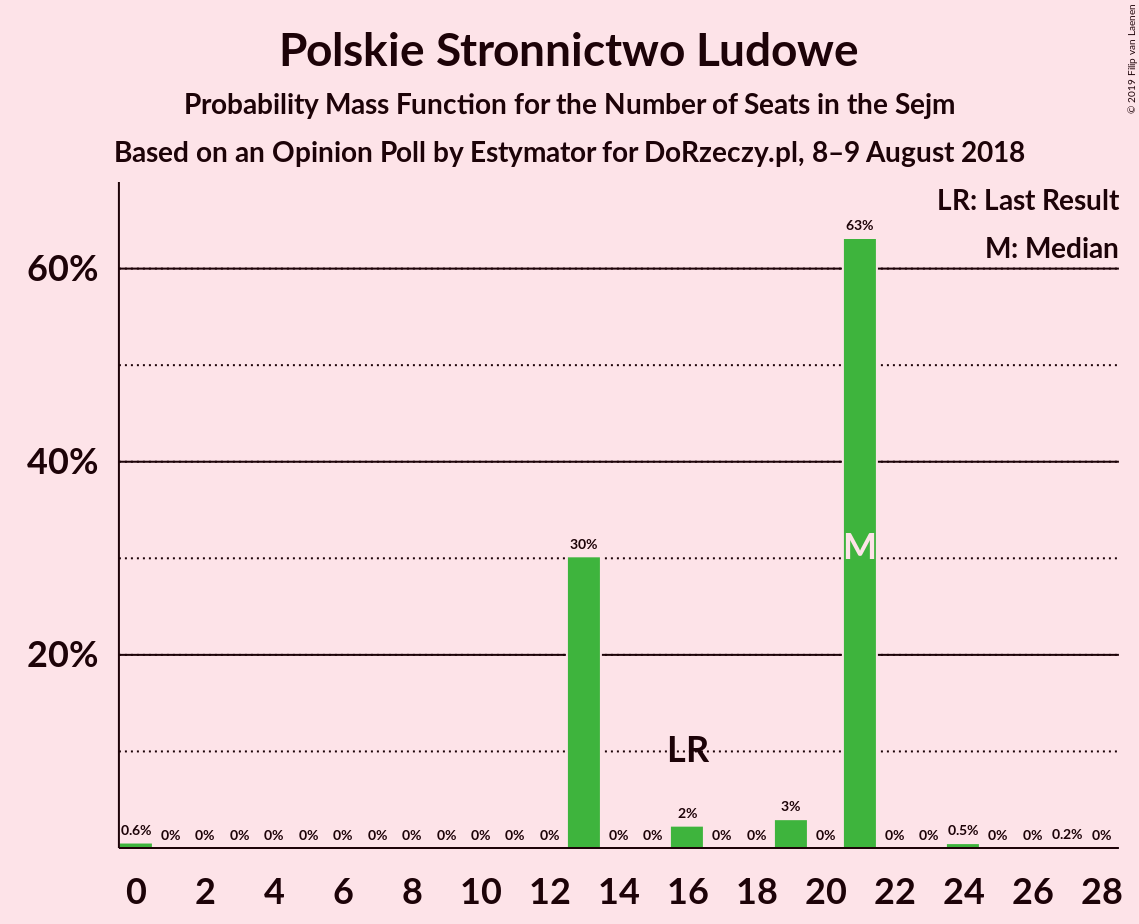 Polskie Stronnictwo Ludowe
Probability Mass Function for the Number of Seats in the Sejm
Based on an Opinion Poll by Estymator for DoRzeczy.pl, 8–9 August 2018
© 2019 Filip van Laenen
LR: Last Result
M: Median
60%
40%
20%
63%
30%
M
LR
0.6% 0% 0% 0% 0% 0% 0% 0% 0% 0% 0% 0% 0% 0% 0% 2% 0% 0% 3% 0% 0% 0% 0.5% 0% 0% 0.2% 0%
0 2 4 6 8 10 12 14 16 18 20 22 24 26 28